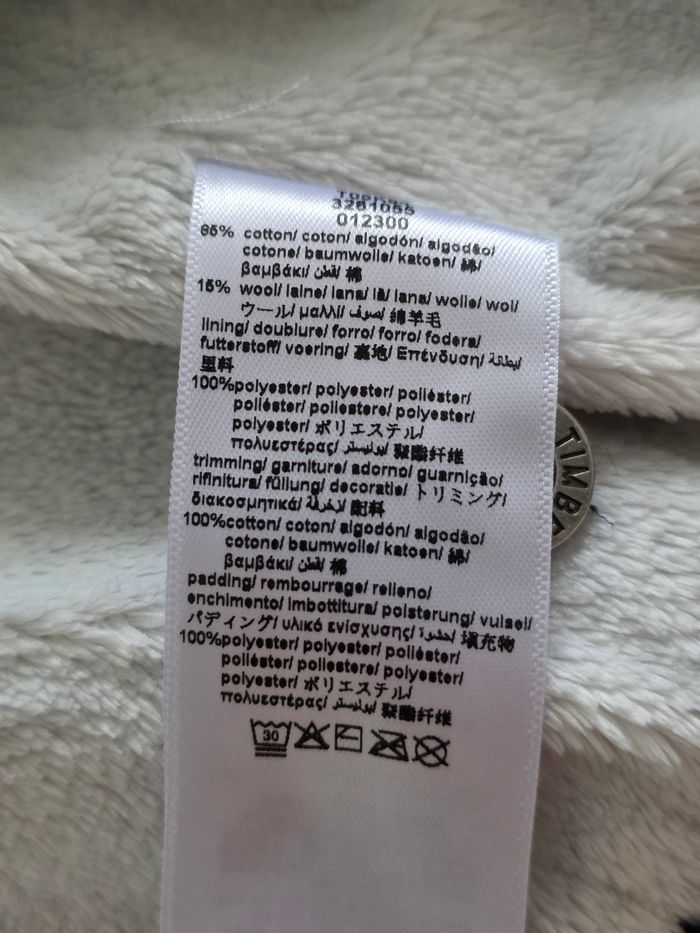 3261055
012300
85% cotton/ coton/ algodón/ algodão/
cotone/ baumwolle/ katoen/ 綿/
βαμβάκι/ قطن/ 棉
15% wool/ laine/ lana/ lã/ lana/ wolle/ wol/
ウール/ μαλλί/ صوف/ 绵羊毛
lining/ doublure/ forro/ forro/ fodera/
futterstoff/ voering/ 裏地/ Επένδυση/ بطانة/
里料
100%polyester/ polyester/ poliéster/
poliéster/ poliestere/ polyester/
polyester/ ポリエステル/
πολυεστέρας/ بوليستر/ 聚酯纤维
trimming/ garniture/ adorno/ guarnição/
rifinitura/ füllung/ decoratie/ トリミング/
διακοσμητικά/ زخرفة/ 配料
100%cotton/ coton/ algodón/ algodão/
cotone/ baumwolle/ katoen/ 綿/
βαμβάκι/ قطن/ 棉
padding/ rembourrage/ relleno/
enchimento/ imbottitura/ polsterung/ vulsel/
パディング/ υλικό ενίσχυσης/ حشوة/ 填充物
100%polyester/ polyester/ poliéster/
poliéster/ poliestere/ polyester/
polyester/ ポリエステル/
πολυεστέρας/ بوليستر/ 聚酯纤维
30
TIMB